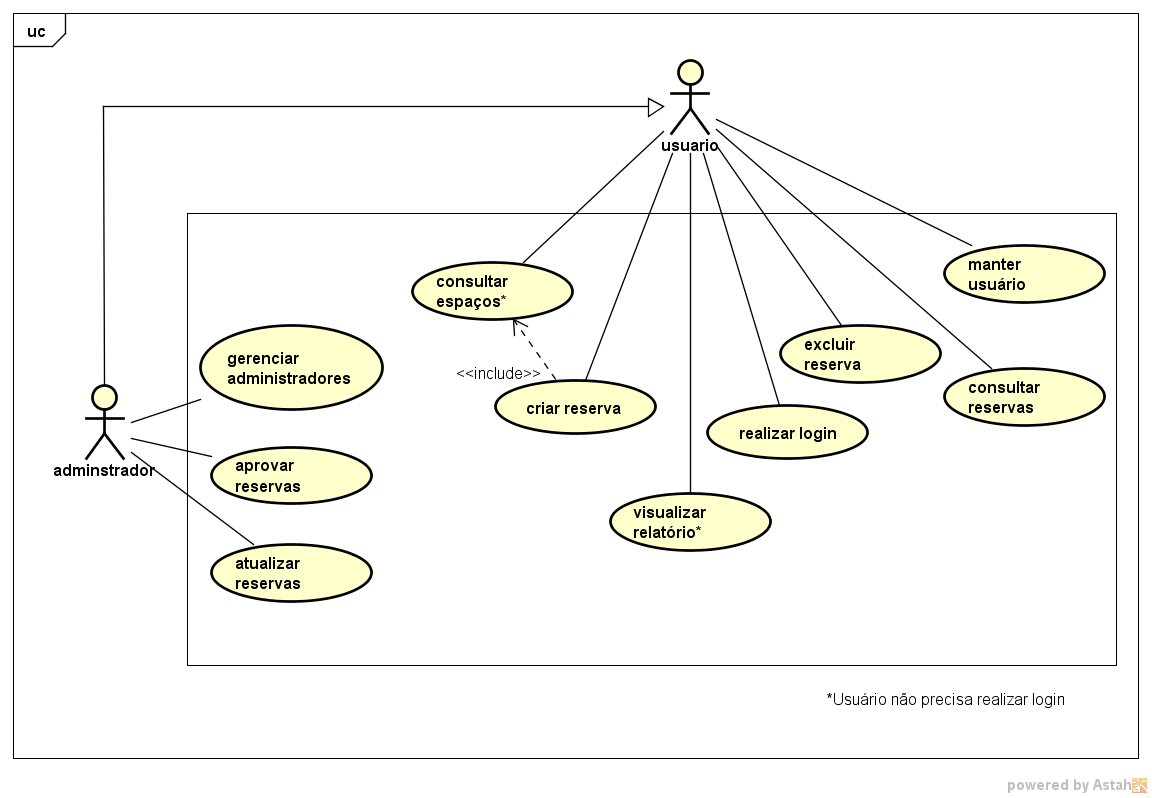 uc
usuario
manter
usuário
consultar
espaços*
excluir
reserva
gerenciar
administradores
<<include>>
criar reserva
consultar
reservas
realizar login
adminstrador
aprovar
reservas
visualizar
relatório*
atualizar
reservas
*Usuário não precisa realizar login
powered by Astah